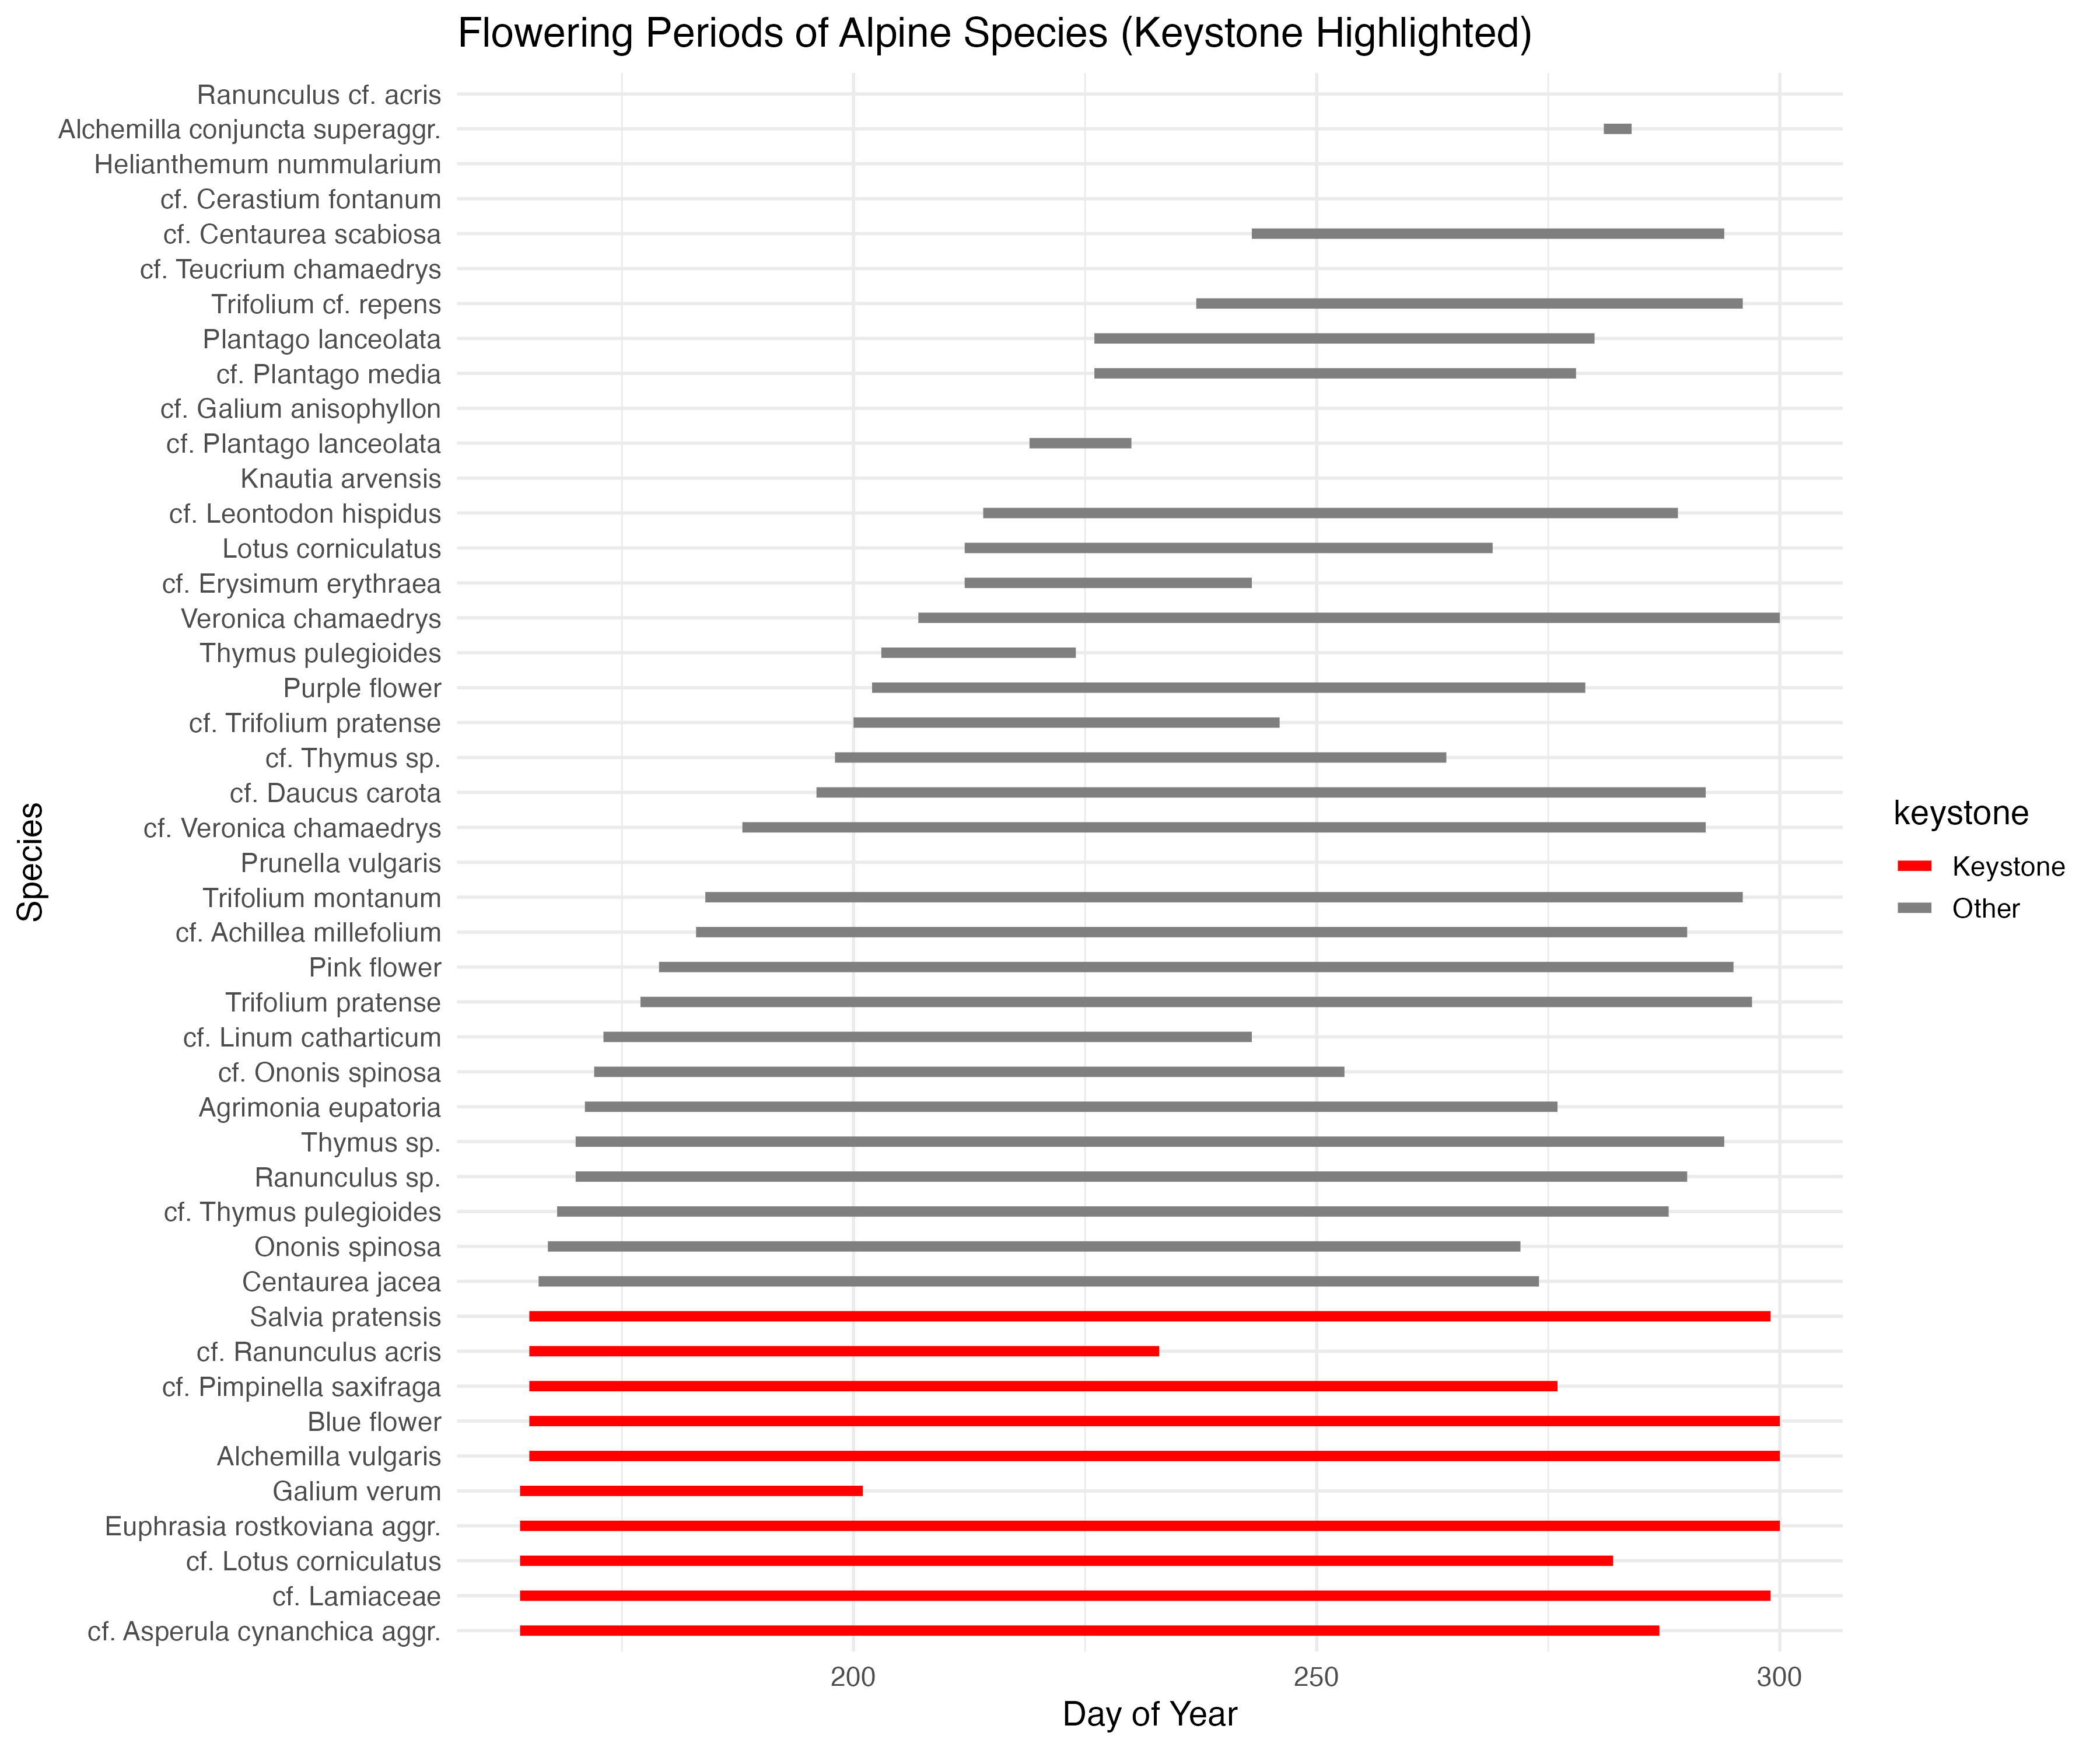 Flowering Periods of Alpine Species (Keystone Highlighted)
Species
Ranunculus cf. acris
Alchemilla conjuncta superaggr.
Helianthemum nummularium
cf. Cerastium fontanum
cf. Centaurea scabiosa
cf. Teucrium chamaedrys
Trifolium cf. repens
Plantago lanceolata
cf. Plantago media
cf. Galium anisophyllon
cf. Plantago lanceolata
Knautia arvensis
cf. Leontodon hispidus
Lotus corniculatus
cf. Erysimum erythraea
Veronica chamaedrys
Thymus pulegioides
Purple flower
cf. Trifolium pratense
cf. Thymus sp.
cf. Daucus carota
cf. Veronica chamaedrys
Prunella vulgaris
Trifolium montanum
cf. Achillea millefolium
Pink flower
Trifolium pratense
cf. Linum catharticum
cf. Ononis spinosa
Agrimonia eupatoria
Thymus sp.
Ranunculus sp.
cf. Thymus pulegioides
Ononis spinosa
Centaurea jacea
Salvia pratensis
cf. Ranunculus acris
cf. Pimpinella saxifraga
Blue flower
Alchemilla vulgaris
Galium verum
Euphrasia rostkoviana aggr.
cf. Lotus corniculatus
cf. Lamiaceae
cf. Asperula cynanchica aggr.
200 250 300
Day of Year
keystone
Keystone
Other